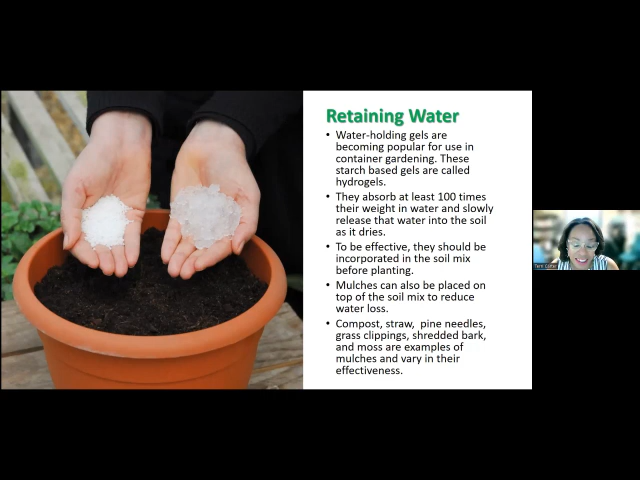 Retaining Water
• Water-holding gels are
becoming popular for use in
container gardening. These
starch based gels are called
hydrogels.
• They absorb at least 100 times
their weight in water and slowly
release that water into the soil
as it dries.
• To be effective, they should be
incorporated in the soil mix
before planting.
• Mulches can also be placed on
top of the soil mix to reduce
water loss.
• Compost, straw, pine needles,
grass clippings, shredded bark,
and moss are examples of
mulches and vary in their
effectiveness.